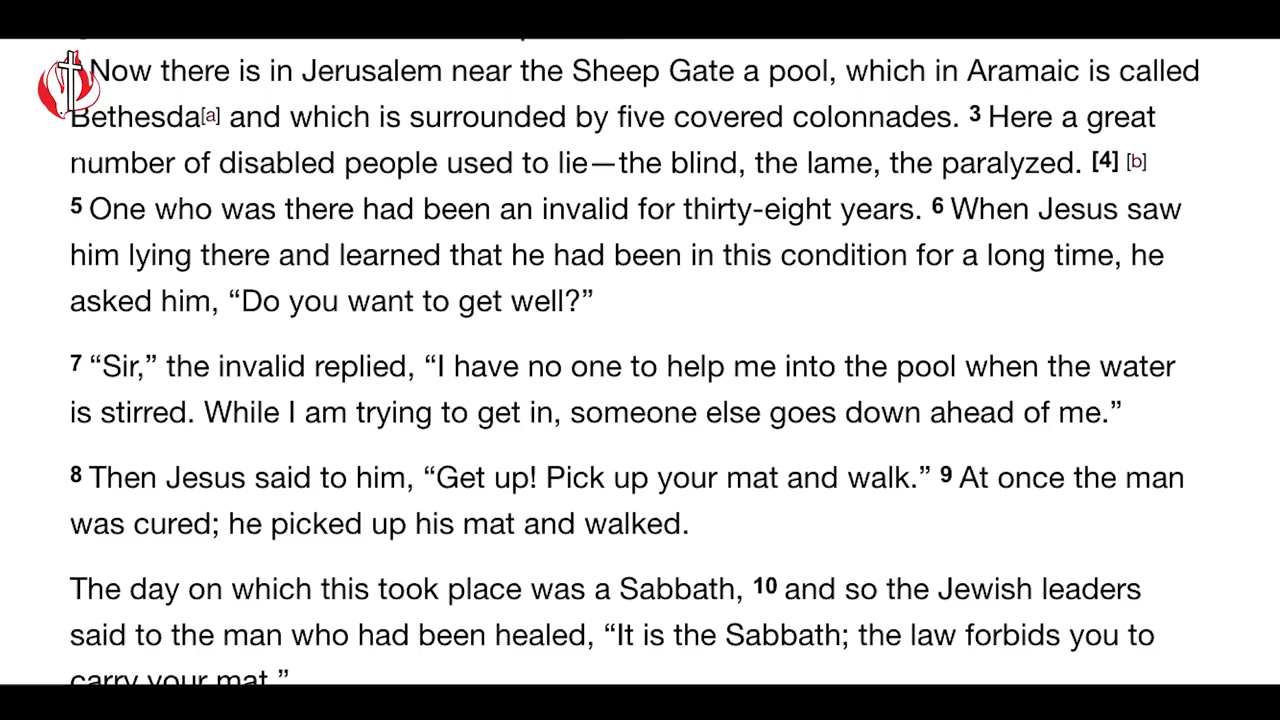 Now there is in Jerusalem near the Sheep Gate a pool, which in Aramaic is called
Bethesda[a] and which is surrounded by five covered colonnades. 3 Here a great
number of disabled people used to lie—the blind, the lame, the paralyzed. [4] [b]
5 One who was there had been an invalid for thirty-eight years. 6 When Jesus saw
him lying there and learned that he had been in this condition for a long time, he
asked him, “Do you want to get well?”
7 “Sir,” the invalid replied, “I have no one to help me into the pool when the water
is stirred. While I am trying to get in, someone else goes down ahead of me.”
8 Then Jesus said to him, “Get up! Pick up your mat and walk.” 9 At once the man
was cured; he picked up his mat and walked.
The day on which this took place was a Sabbath, 10 and so the Jewish leaders
said to the man who had been healed, “It is the Sabbath; the law forbids you to
carry your mat.”